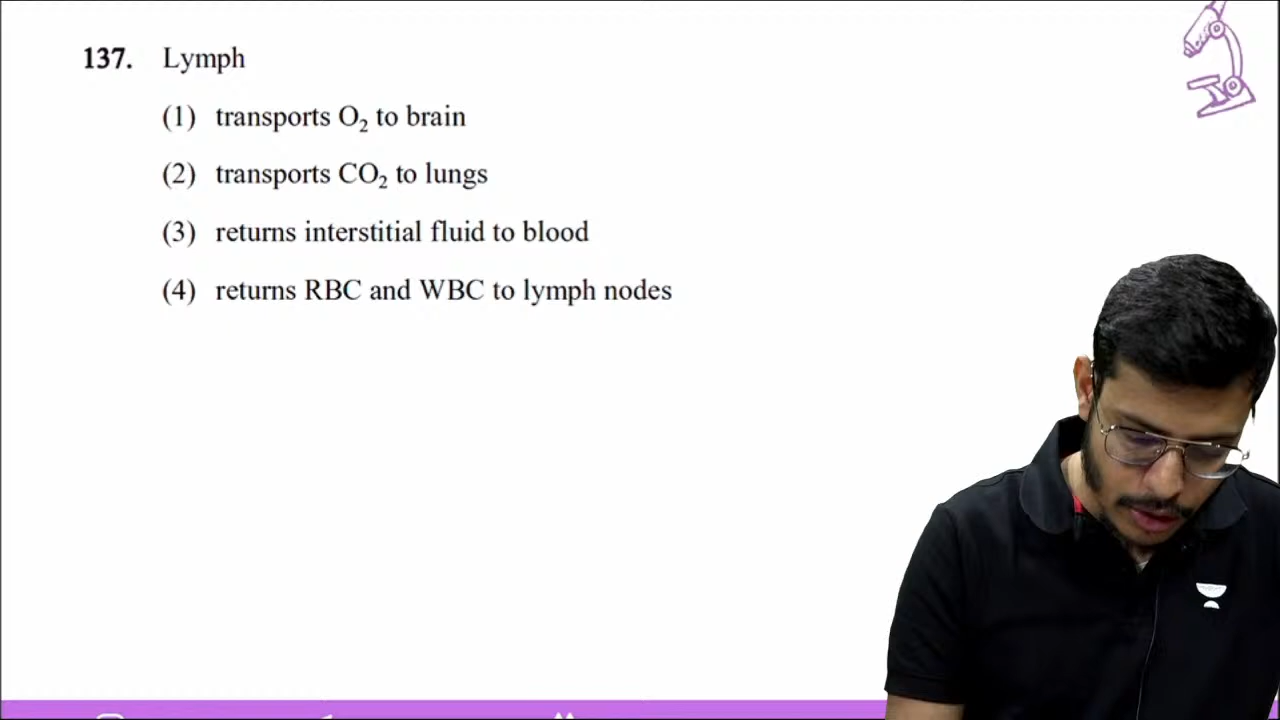 137. Lymph
(1) transports O₂ to brain
(2) transports CO₂ to lungs
(3) returns interstitial fluid to blood
(4) returns RBC and WBC to lymph nodes